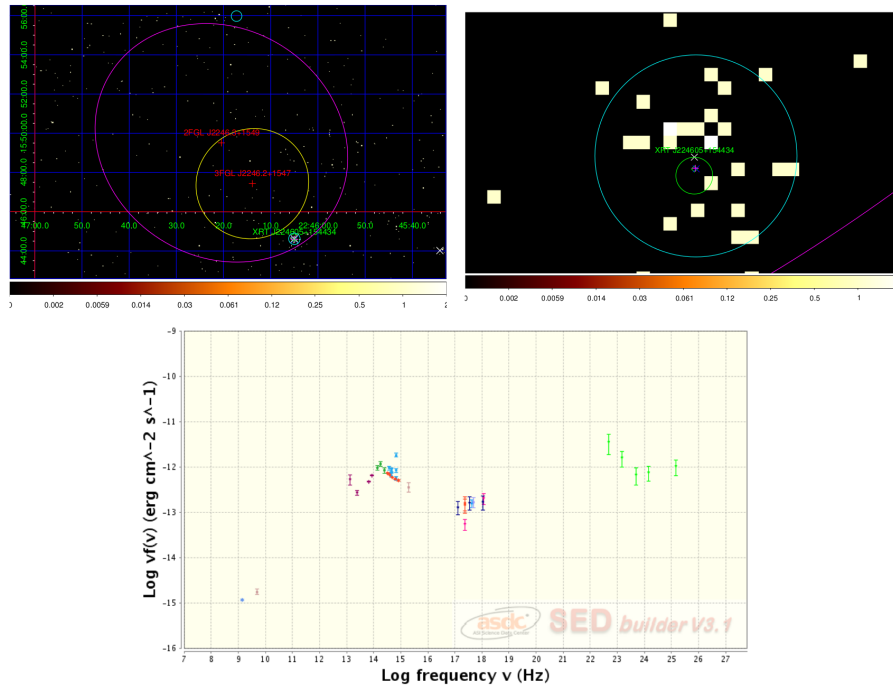 56:00.0
54:00.0
52:00.0
15:50:00.0
48:00.0
46:00.0
44:00.0
2FGL J2246.3+1549
3FGL J2246.2+1547
XRT J224605+154434
47:00.0 50.0 40.0 30.0 20.0 10.0 22:46:00.0 50.0 45:40.0
0.002 0.0059 0.014 0.03 0.061 0.12 0.25 0.5 1 2
XRT J224605+154434
0.002 0.0059 0.014 0.03 0.061 0.12 0.25 0.5 1
Log νf(ν) (erg cm^-2 s^-1)
-9
-10
-11
-12
-13
-14
-15
-16
asdc
ASI Science Data Center
SED builder V3.1
7 8 9 10 11 12 13 14 15 16 17 18 19 20 21 22 23 24 25 26 27
Log frequency ν (Hz)